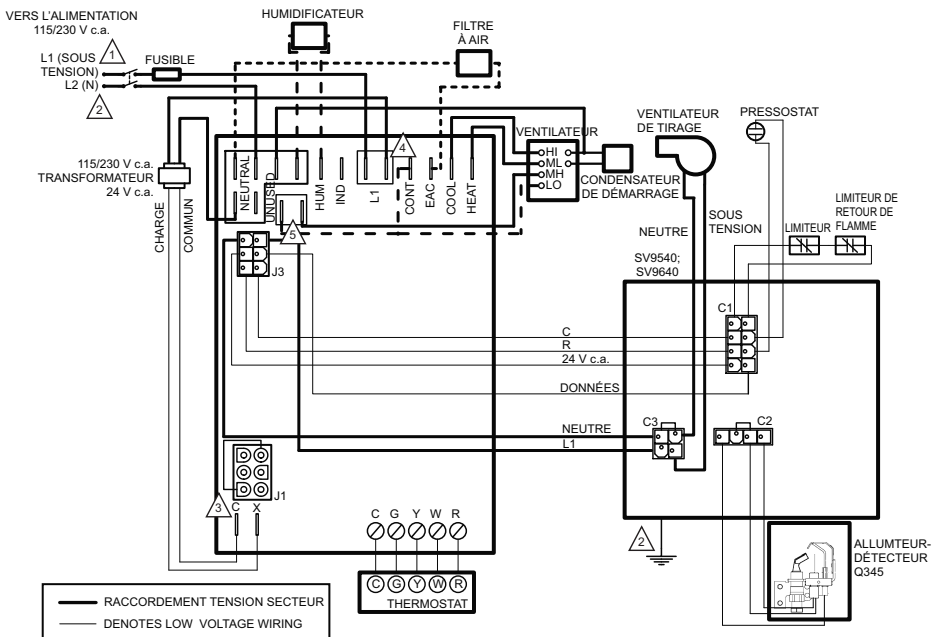 VERS L'ALIMENTATION
115/230 V c.a.
HUMIDIFICATEUR
FILTRE
À AIR
L1 (SOUS
TENSION)
L2 (N)
1
2
FUSIBLE
115/230 V c.a.
TRANSFORMATEUR
24 V c.a.
CHARGE
COMMUN
NEUTRAL
UNUSED
HUM
IND
L1
CONT
EAC
COOL
HEAT
4
5
J3
VENTILATEUR
HI
ML
MH
LO
CONDENSATEUR
DE DÉMARRAGE
VENTILATEUR
DE TIRAGE
PRESSOSTAT
NEUTRE
SOUS
TENSION
LIMITEUR
LIMITEUR DE
RETOUR DE
FLAMME
SV9540;
SV9640
C1
C
R
24 V c.a.
DONNÉES
NEUTRE
L1
C3
C2
J1
3
C X
C G Y W R
C G Y W R
THERMOSTAT
2
ALLUMTEUR-
DÉTECTEUR
Q345
RACCORDEMENT TENSION SECTEUR
DENOTES LOW VOLTAGE WIRING